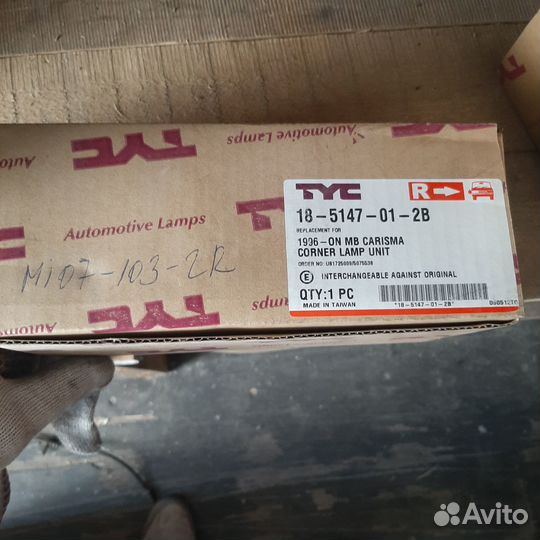 TYC
Automotive Lamps
TYC
Automotive Lamps
Automotive Lamps
TYC
MI07-103-2R
TYC
R
18-5147-01-2B
REPLACEMENT FOR
1936-ON MB CARISMA
CORNER LAMP UNIT
E INTERCHANGEABLE AGAINST ORIGINAL
QTY:1 PC
MADE IN TAIWAN
*18-5147-01-2B*
Avito